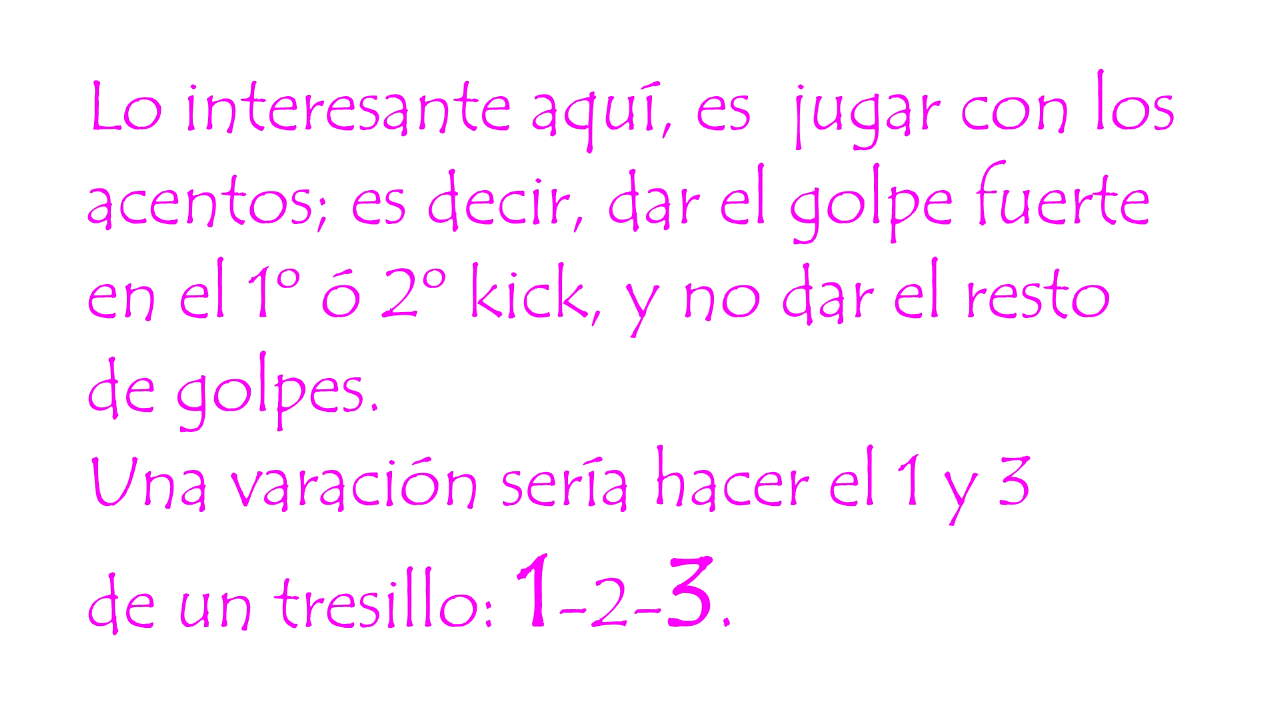 Lo interesante aquí, es  jugar con los
acentos; es decir, dar el golpe fuerte
en el 1º ó 2º kick, y no dar el resto
de golpes.
Una varación sería hacer el 1 y 3
de un tresillo: 1-2-3.